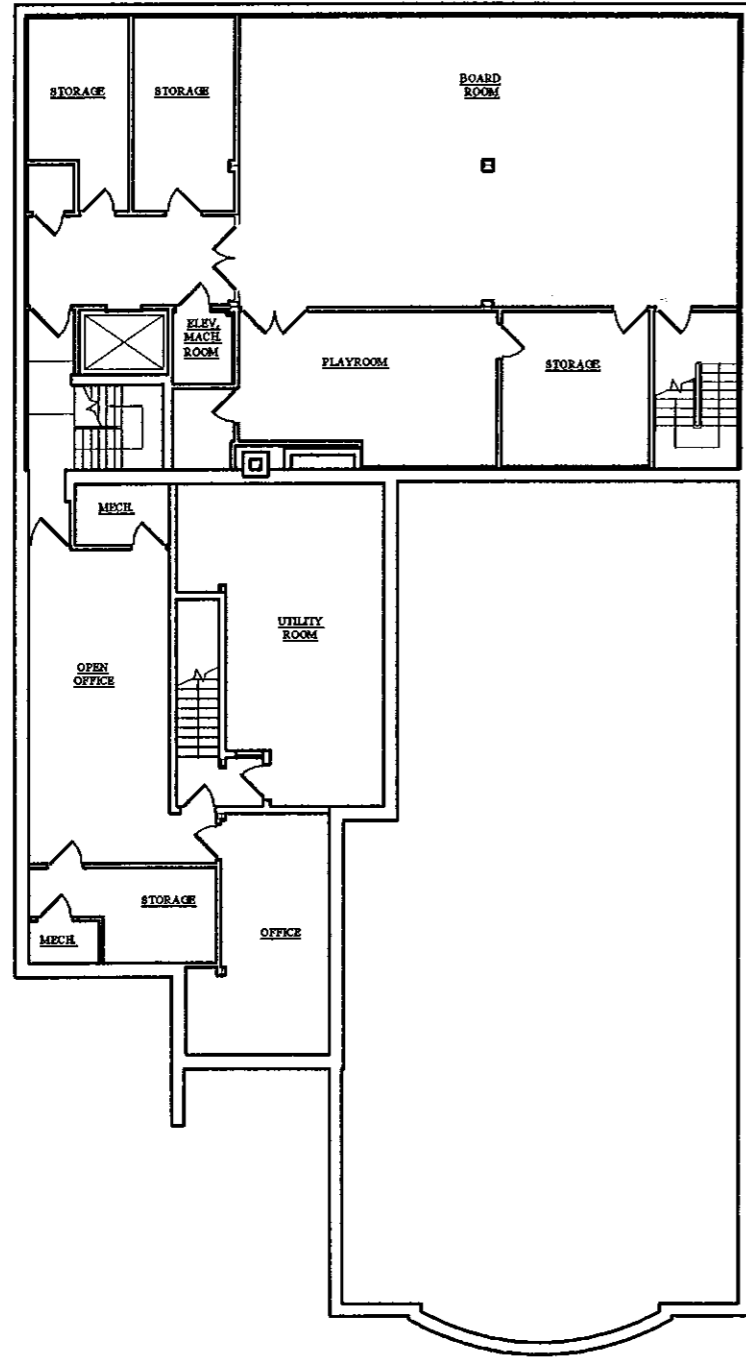 STORAGE
STORAGE
BOARD
ROOM
ELEV.
MACH.
ROOM
PLAYROOM
STORAGE
MECH.
UTILITY
ROOM
OPEN
OFFICE
STORAGE
OFFICE
MECH.